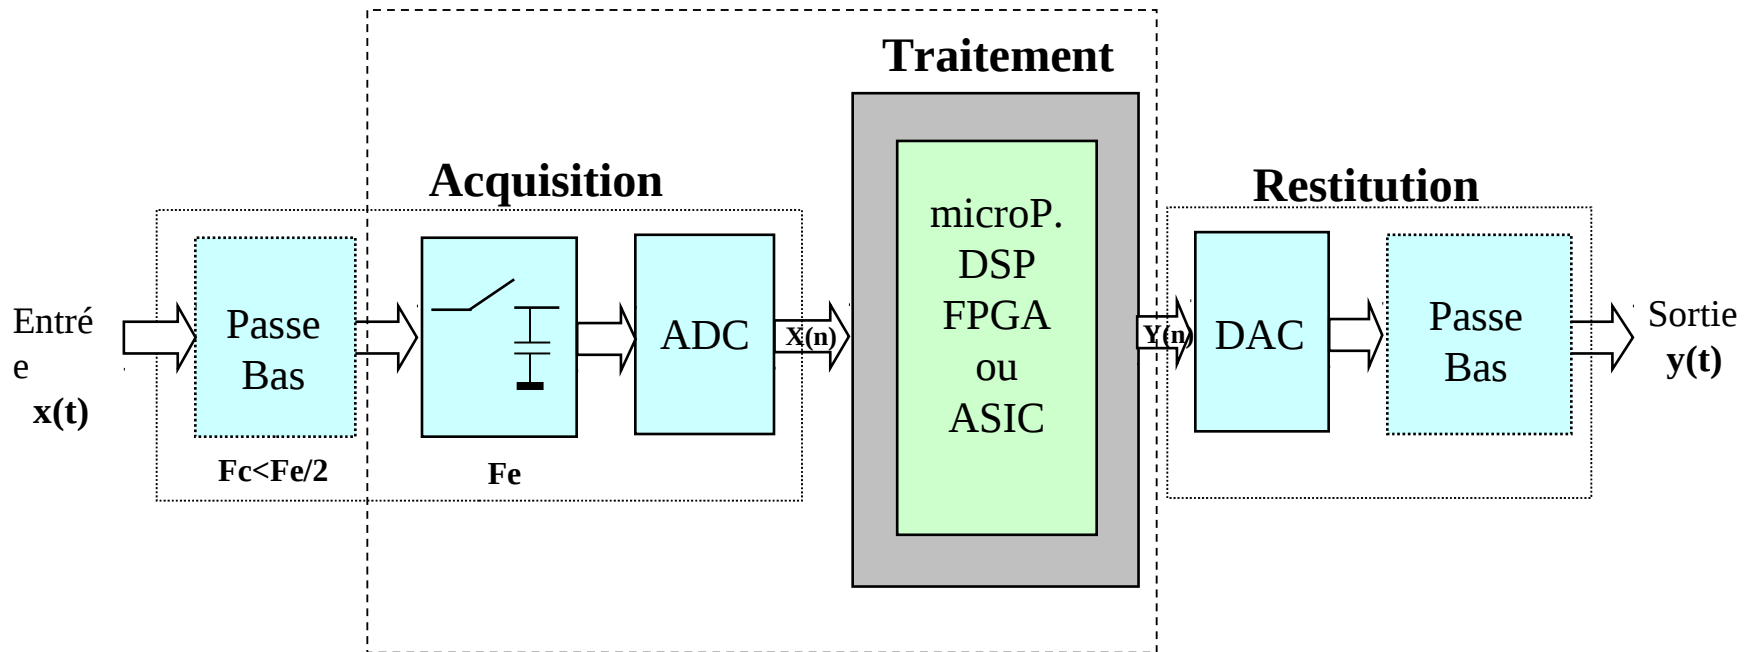 Traitement
Acquisition
Restitution
Entré
e
x(t)
Passe
Bas
Fc<Fe/2
Fe
ADC
X(n)
microP.
DSP
FPGA
ou
ASIC
Y(n)
DAC
Passe
Bas
Sortie
y(t)